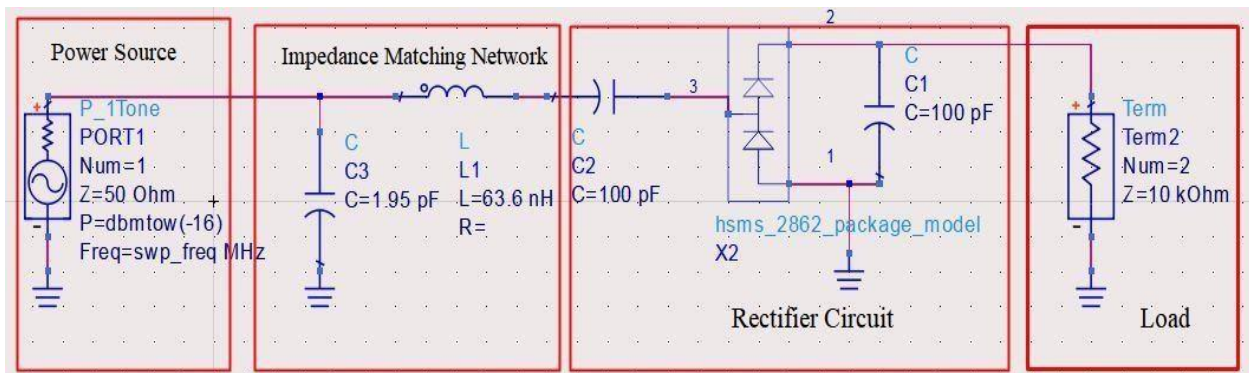 Power Source
P_1Tone
PORT1
Num=1
Z=50 Ohm
P=dbmtow(-16)
Freq=swp_freq MHz
Impedance Matching Network
C
C3
C=1.95 pF
L
L1
L=63.6 nH
R=
C
C2
C=100 pF
3
2
1
C
C1
C=100 pF
hsms_2862_package_model
X2
Rectifier Circuit
+
Term
Term2
Num=2
Z=10 kOhm
-
Load
+
-